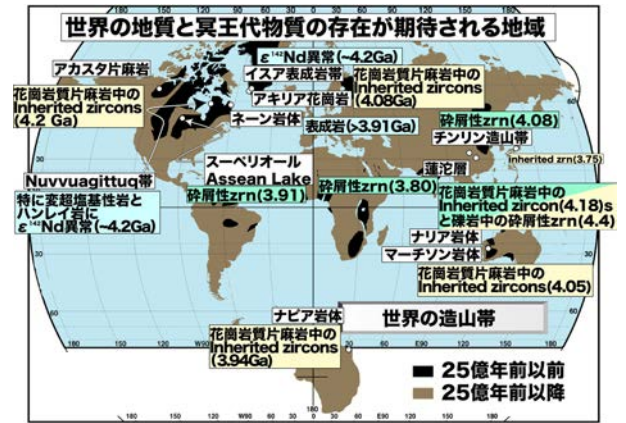 世界の地質と冥王代物質の存在が期待される地域
アカスタ片麻岩
花崗岩質片麻岩中の
Inherited zircons
(4.2 Ga)
ε¹⁴²Nd異常(~4.2Ga)
イスア表成岩帯
アキリア花崗岩
ネーン岩体
表成岩(>3.91Ga)
花崗岩質片麻岩中の
Inherited zircons
(4.08Ga)
砕屑性zrn(4.08)
チンリン造山帯
inherited zrn(3.75)
蓮沱層
スーペリオール
Assean Lake
砕屑性zrn(3.91)
砕屑性zrn(3.80)
Nuvvuagittuq帯
特に変超塩基性岩と
ハンレイ岩に
ε¹⁴²Nd異常(~4.2Ga)
花崗岩質片麻岩中の
Inherited zircon(4.18)s
と礫岩中の砕屑性zrn(4.4)
ナリア岩体
マーチソン岩体
花崗岩質片麻岩中の
Inherited zircons(4.05)
ナピア岩体
花崗岩質片麻岩中の
Inherited zircons
(3.94Ga)
世界の造山帯
25億年前以前
25億年前以降
180 150 120 W90 60 30 0 30 60 E90 120 150 180